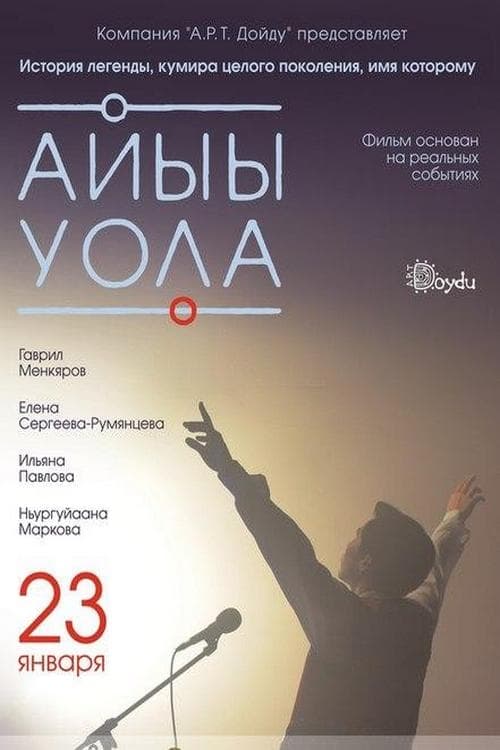 Компания "А.Р.Т. Дойду" представляет
История легенды, кумира целого поколения, имя которому
АЙЫЫ
УОЛА
Фильм основан
на реальных
событиях
АРТ
Doydu
Гаврил
Менкяров
Елена
Сергеева-Румянцева
Ильяна
Павлова
Ньургуйаана
Маркова
23
января